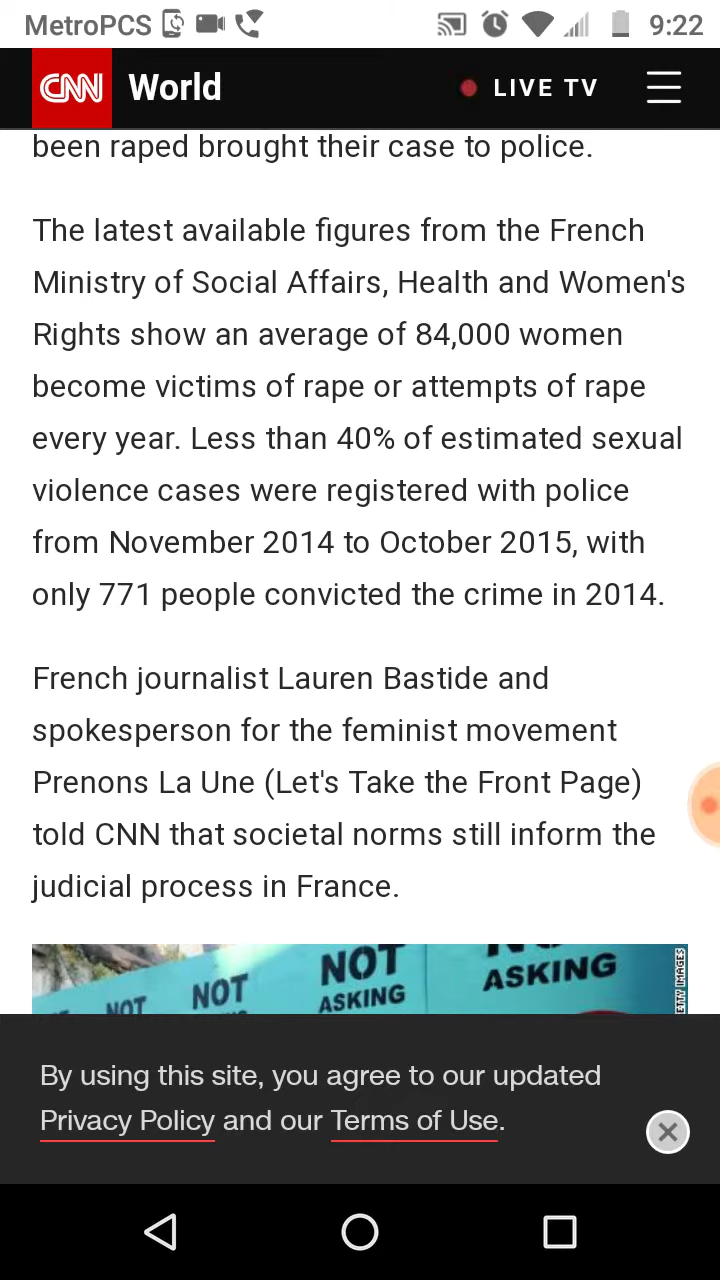 MetroPCS 9:22
CNN World LIVE TV
been raped brought their case to police.
The latest available figures from the French
Ministry of Social Affairs, Health and Women's
Rights show an average of 84,000 women
become victims of rape or attempts of rape
every year. Less than 40% of estimated sexual
violence cases were registered with police
from November 2014 to October 2015, with
only 771 people convicted the crime in 2014.
French journalist Lauren Bastide and
spokesperson for the feminist movement
Prenons La Une (Let's Take the Front Page)
told CNN that societal norms still inform the
judicial process in France.
NOT NOT NOT
ASKING ASKING
ETTY IMAGES
By using this site, you agree to our updated
Privacy Policy and our Terms of Use.